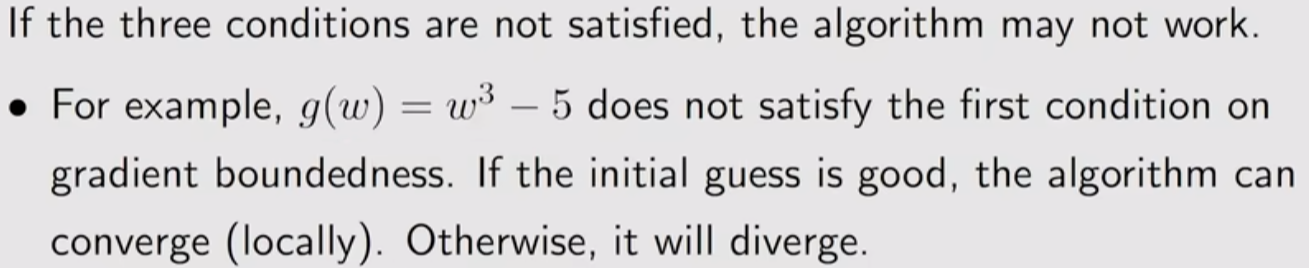 If the three conditions are not satisfied, the algorithm may not work.
• For example, g(w) = w³ − 5 does not satisfy the first condition on
gradient boundedness. If the initial guess is good, the algorithm can
converge (locally). Otherwise, it will diverge.